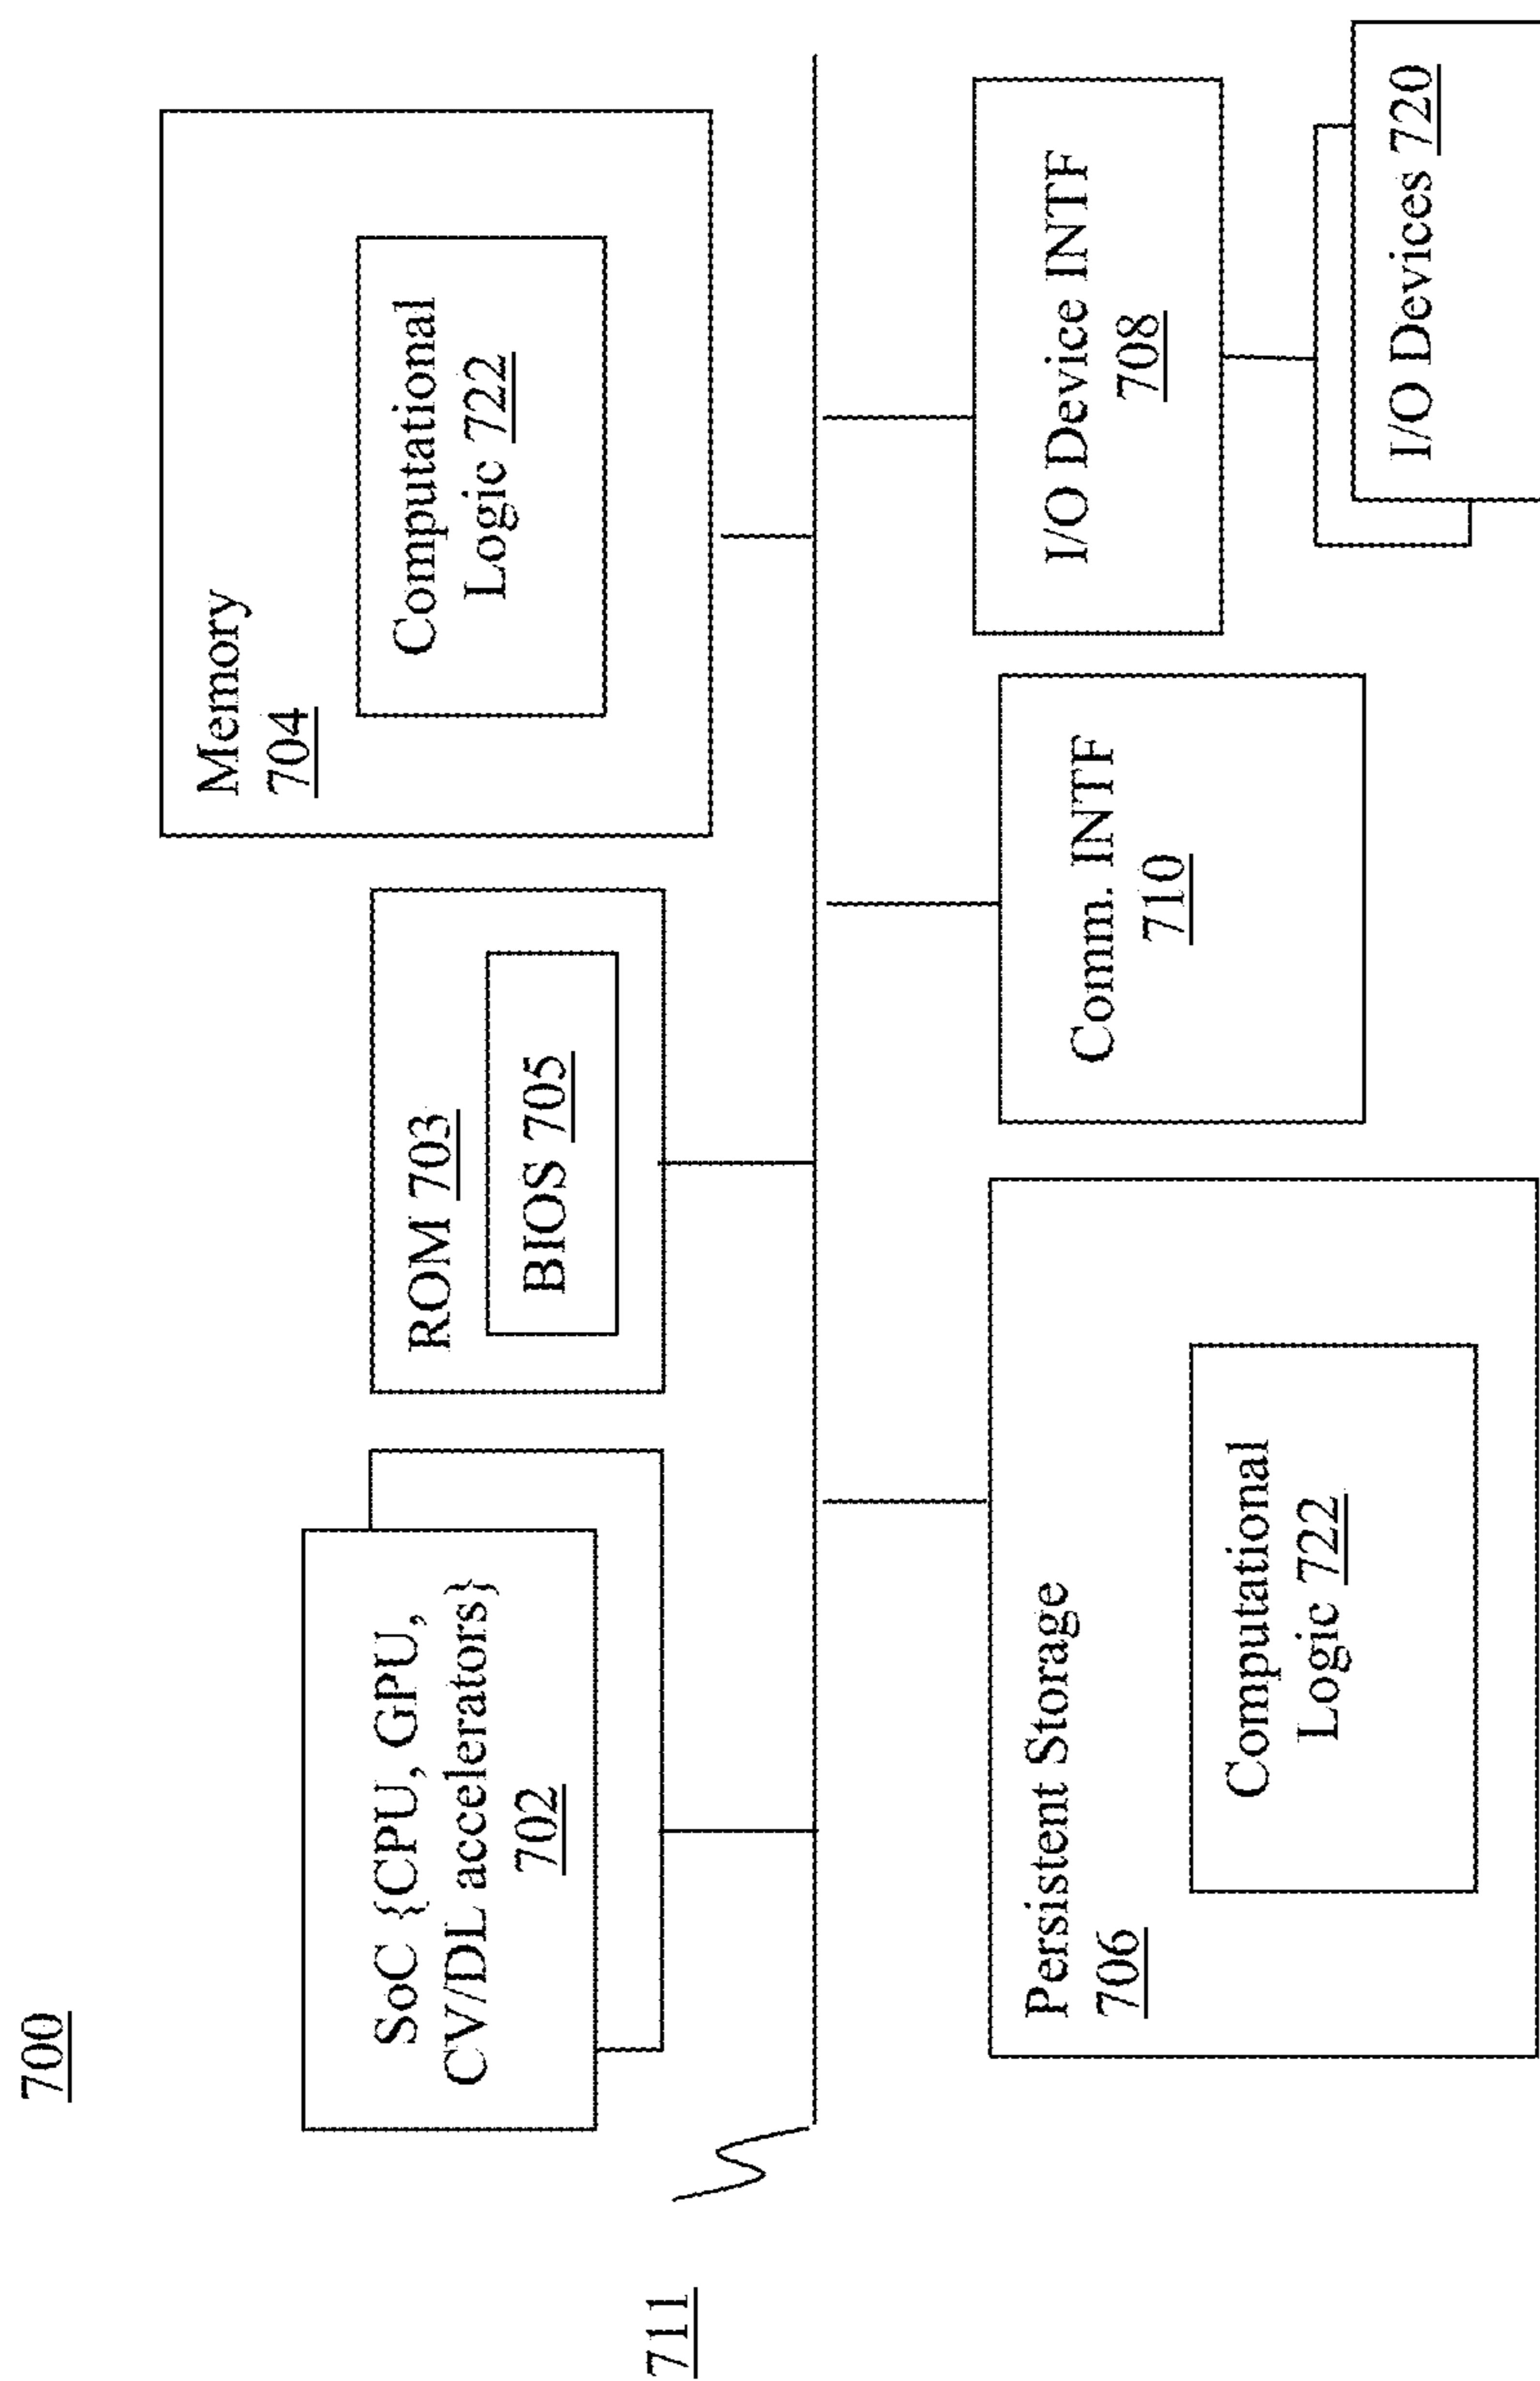 700
SoC {CPU, GPU,
CV/DL accelerators}
702
ROM 703
BIOS 705
Memory
704
Computational
Logic 722
711
Persistent Storage
706
Computational
Logic 722
Comm. INTF
710
I/O Device INTF
708
I/O Devices 720